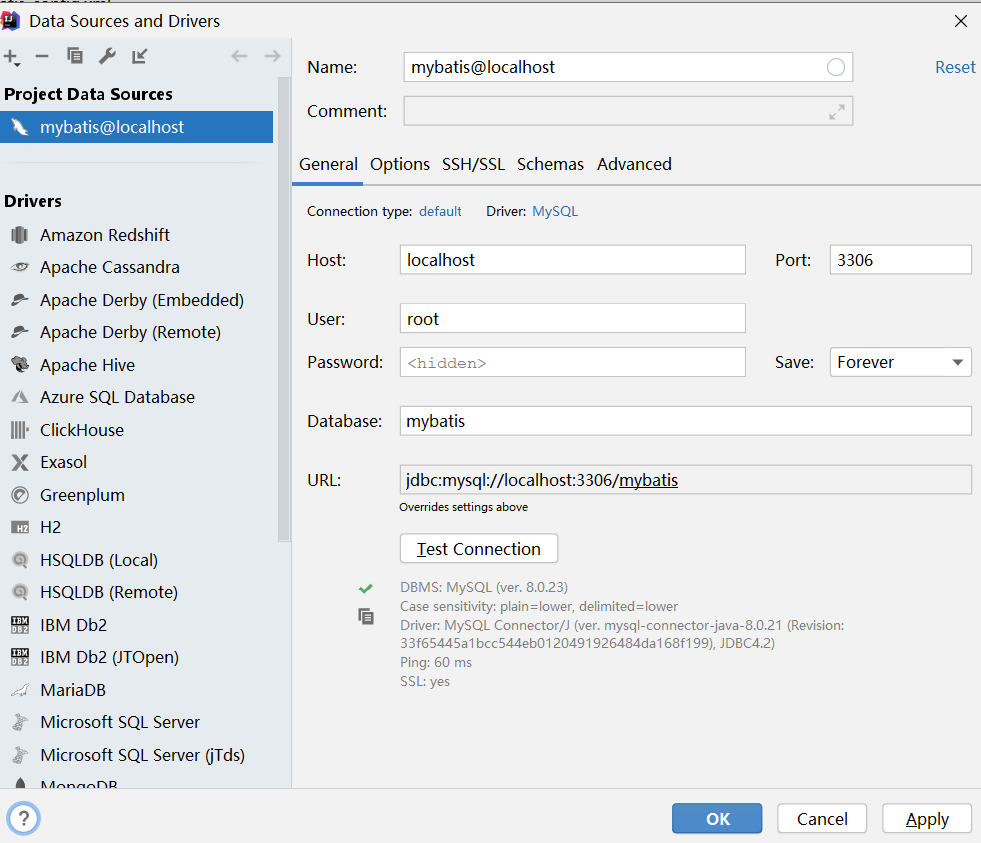 Data Sources and Drivers
Project Data Sources
mybatis@localhost
Drivers
Amazon Redshift
Apache Cassandra
Apache Derby (Embedded)
Apache Derby (Remote)
Apache Hive
Azure SQL Database
ClickHouse
Exasol
Greenplum
H2
H2
HSQLDB (Local)
HSQLDB (Remote)
IBM
DB2
IBM Db2
IBM
DB2
IBM Db2 (JTOpen)
MariaDB
Microsoft SQL Server
Microsoft SQL Server (jTds)
MongoDB
Name: mybatis@localhost Reset
Comment:
General Options SSH/SSL Schemas Advanced
Connection type: default Driver: MySQL
Host: localhost Port: 3306
User: root
Password: <hidden> Save: Forever
Database: mybatis
URL: jdbc:mysql://localhost:3306/mybatis
Overrides settings above
Test Connection
DBMS: MySQL (ver. 8.0.23)
Case sensitivity: plain=lower, delimited=lower
Driver: MySQL Connector/J (ver. mysql-connector-java-8.0.21 (Revision:
33f65445a1bcc544eb0120491926484da168f199), JDBC4.2)
Ping: 60 ms
SSL: yes
? OK Cancel Apply